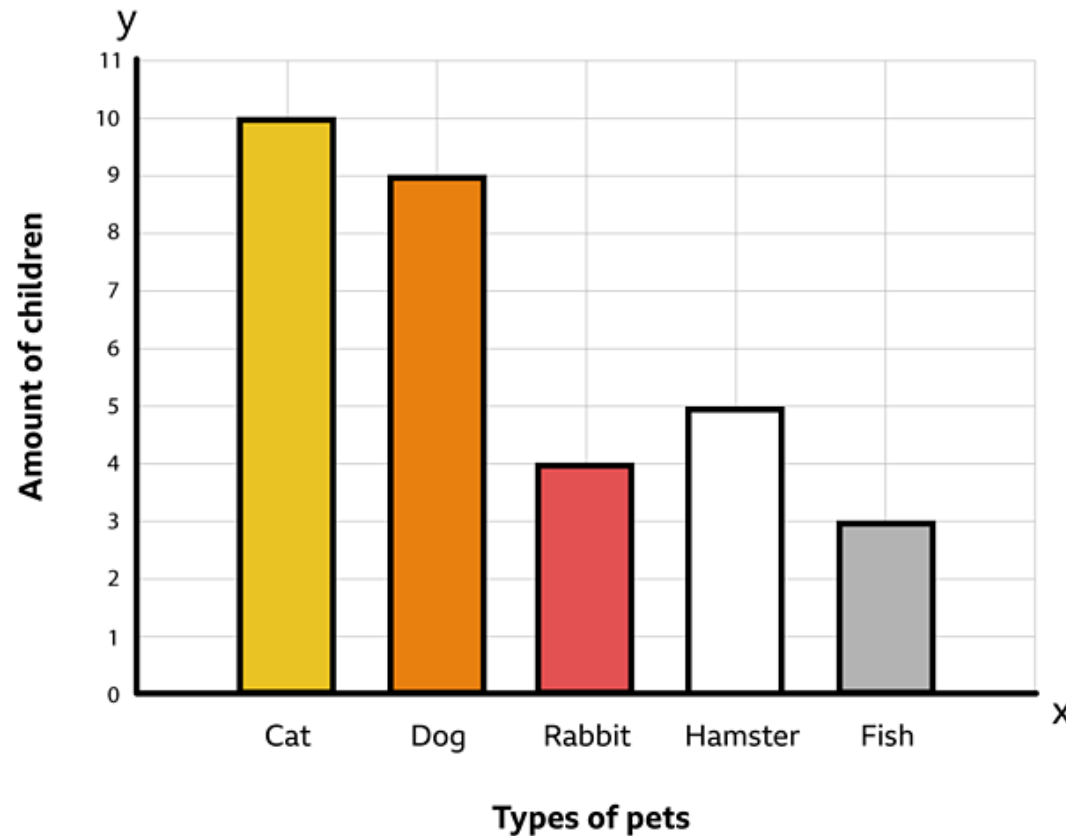 y
11
10
9
8
7
6
5
4
3
2
1
0
Amount of children
Cat Dog Rabbit Hamster Fish
x
Types of pets